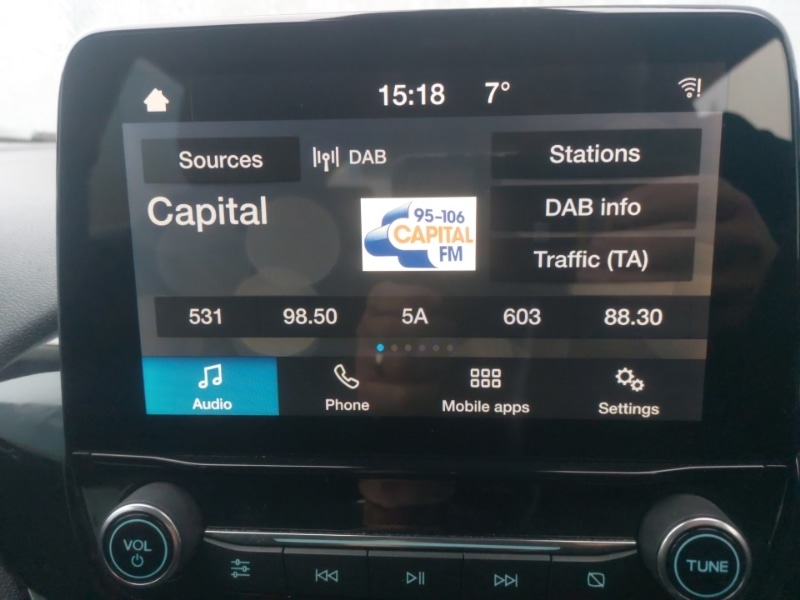 15:18 7°
Sources DAB Stations
Capital
95-106
CAPITAL
FM
DAB info
Traffic (TA)
531 98.50 5A 603 88.30
Audio Phone Mobile apps Settings
VOL TUNE